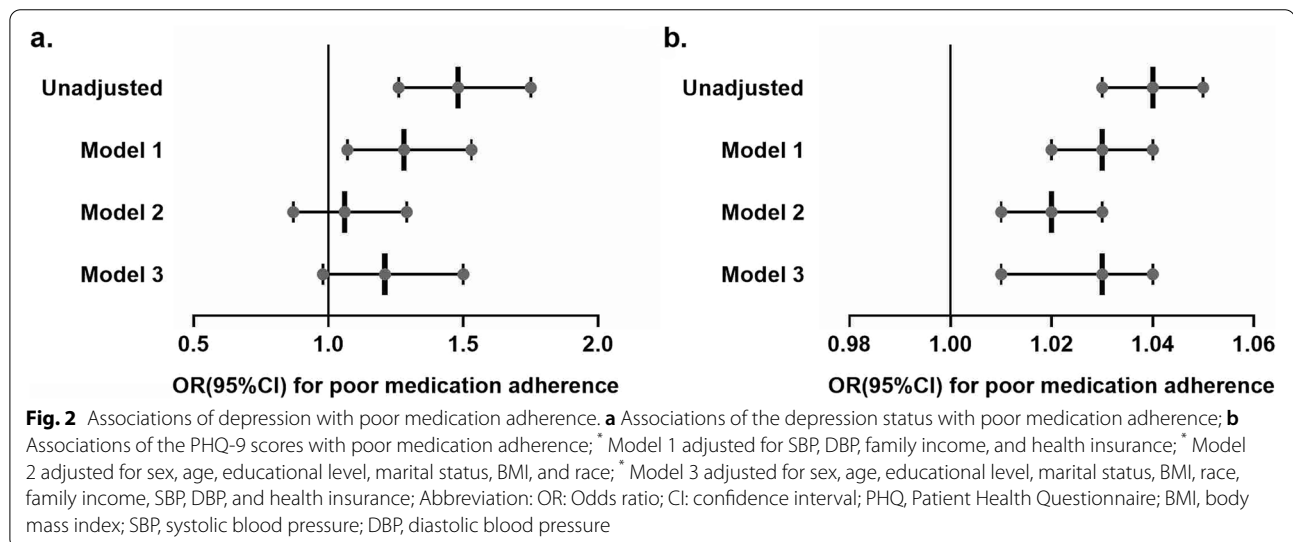 a.
Unadjusted
Model 1
Model 2
Model 3
0.5 1.0 1.5 2.0
OR(95%CI) for poor medication adherence
b.
Unadjusted
Model 1
Model 2
Model 3
0.98 1.00 1.02 1.04 1.06
OR(95%CI) for poor medication adherence
Fig. 2 Associations of depression with poor medication adherence. a Associations of the depression status with poor medication adherence; b
Associations of the PHQ-9 scores with poor medication adherence; * Model 1 adjusted for SBP, DBP, family income, and health insurance; * Model
2 adjusted for sex, age, educational level, marital status, BMI, and race; * Model 3 adjusted for sex, age, educational level, marital status, BMI, race,
family income, SBP, DBP, and health insurance; Abbreviation: OR: Odds ratio; CI: confidence interval; PHQ, Patient Health Questionnaire; BMI, body
mass index; SBP, systolic blood pressure; DBP, diastolic blood pressure